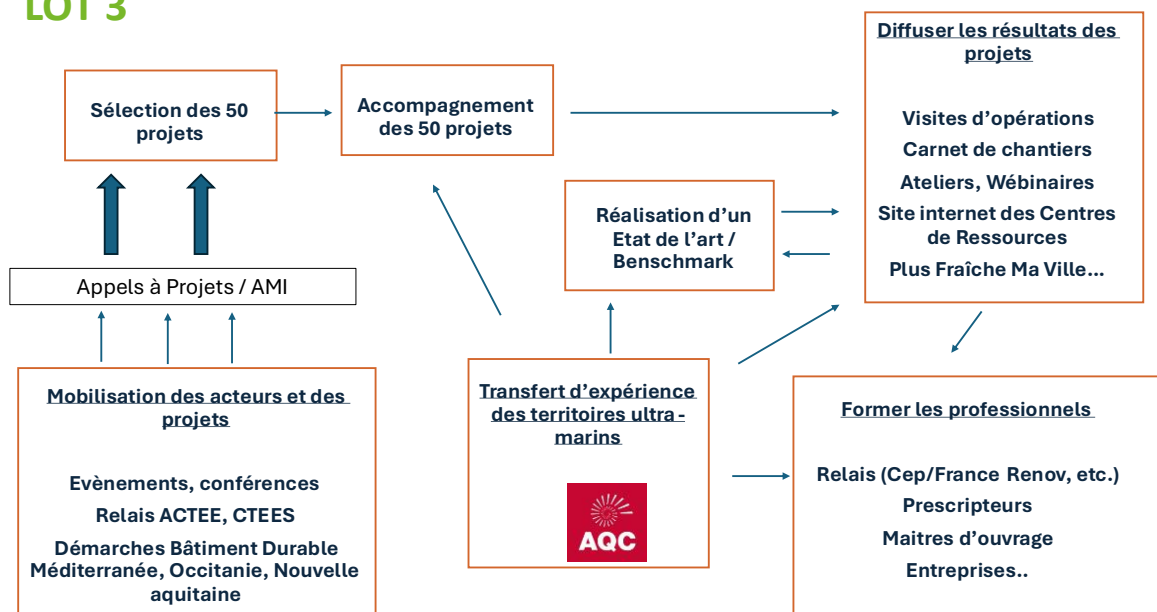 LOT 3
Sélection des 50
projets
Accompagnement
des 50 projets
Diffuser les résultats des
projets
Visites d'opérations
Carnet de chantiers
Ateliers, Wébinaires
Site internet des Centres
de Ressources
Plus Fraîche Ma Ville...
Réalisation d'un
Etat de l'art /
Benschmark
Appels à Projets / AMI
Mobilisation des acteurs et des
projets
Evènements, conférences
Relais ACTEE, CTEES
Démarches Bâtiment Durable
Méditerranée, Occitanie, Nouvelle
aquitaine
Transfert d'expérience
des territoires ultra-
marins
AQC
Former les professionnels
Relais (Cep/France Renov, etc.)
Prescripteurs
Maitres d'ouvrage
Entreprises..